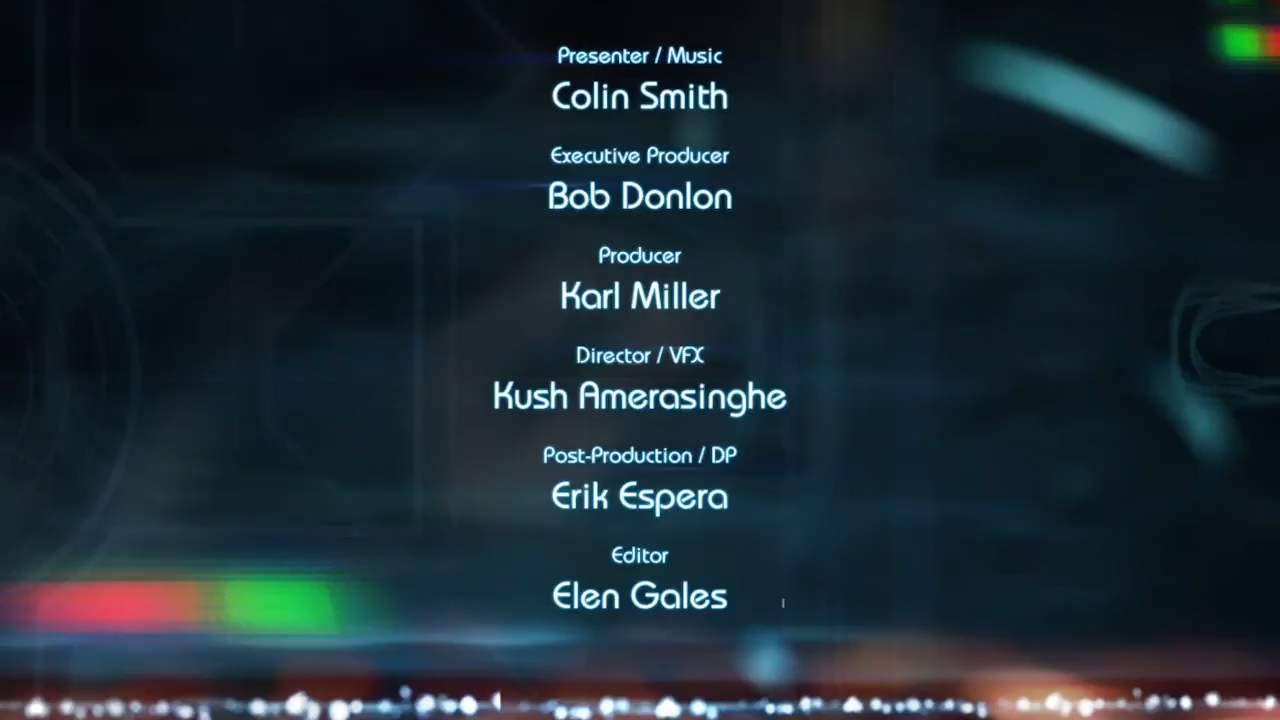 Presenter / Music
Colin Smith
Executive Producer
Bob Donlon
Producer
Karl Miller
Director / VFX
Kush Amerasinghe
Post-Production / DP
Erik Espera
Editor
Elen Gales